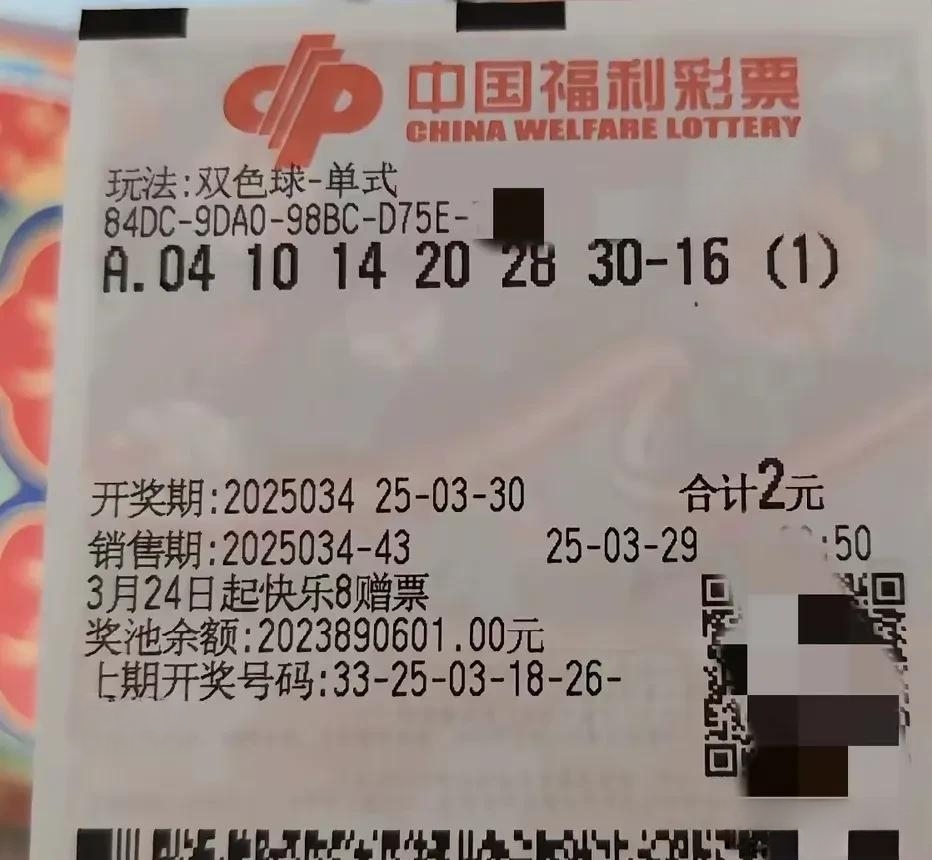 中国福利彩票
CHINA WELFARE LOTTERY
玩法:双色球-单式
84DC-9DA0-98BC-D75E-
A.04 10 14 20 28 30-16 (1)
开奖期:2025034 25-03-30 合计2元
销售期:2025034-43 25-03-29 :50
3月24日起快乐8赠票
奖池余额:2023890601.00元
上期开奖号码:33-25-03-18-26-